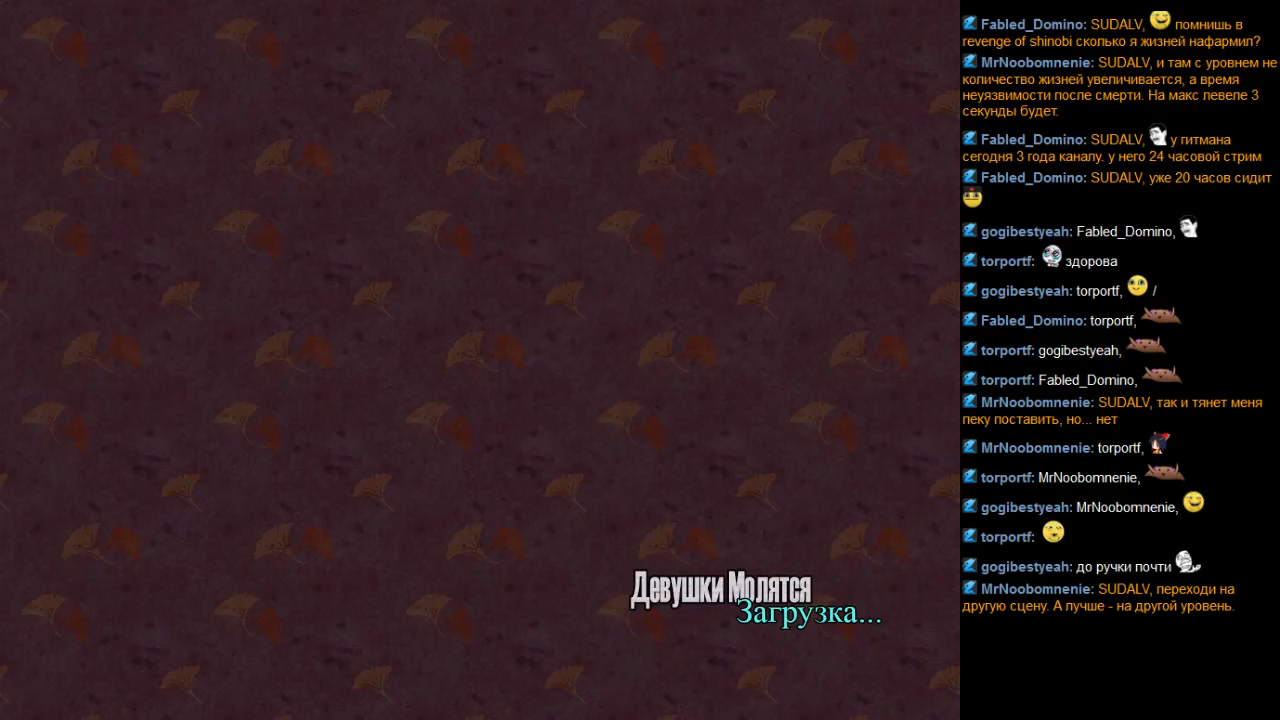 Девушки Молятся
Загрузка...
Fabled_Domino: SUDALV, помнишь в
revenge of shinobi сколько я жизней нафармил?
MrNoobomnenie: SUDALV, и там с уровнем не
количество жизней увеличивается, а время
неуязвимости после смерти. На макс левеле 3
секунды будет.
Fabled_Domino: SUDALV, у гитмана
сегодня 3 года каналу. у него 24 часовой стрим
Fabled_Domino: SUDALV, уже 20 часов сидит
gogibestyeah: Fabled_Domino,
torportf: здорова
gogibestyeah: torportf, /
Fabled_Domino: torportf,
torportf: gogibestyeah,
torportf: Fabled_Domino,
MrNoobomnenie: SUDALV, так и тянет меня
пеку поставить, но... нет
MrNoobomnenie: torportf,
torportf: MrNoobomnenie,
gogibestyeah: MrNoobomnenie,
torportf:
gogibestyeah: до ручки почти
MrNoobomnenie: SUDALV, переходи на
другую сцену. А лучше - на другой уровень.